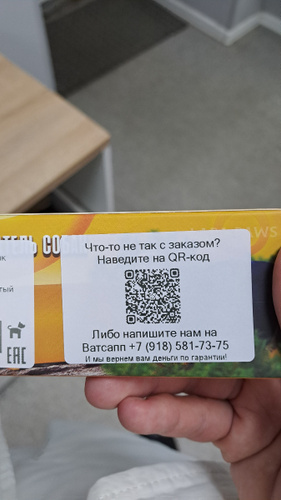 Что-то не так с заказом?
Наведите на QR-код
Либо напишите нам на
Ватсапп +7 (918) 581-73-75
И мы вернем вам деньги по гарантии!
EAC